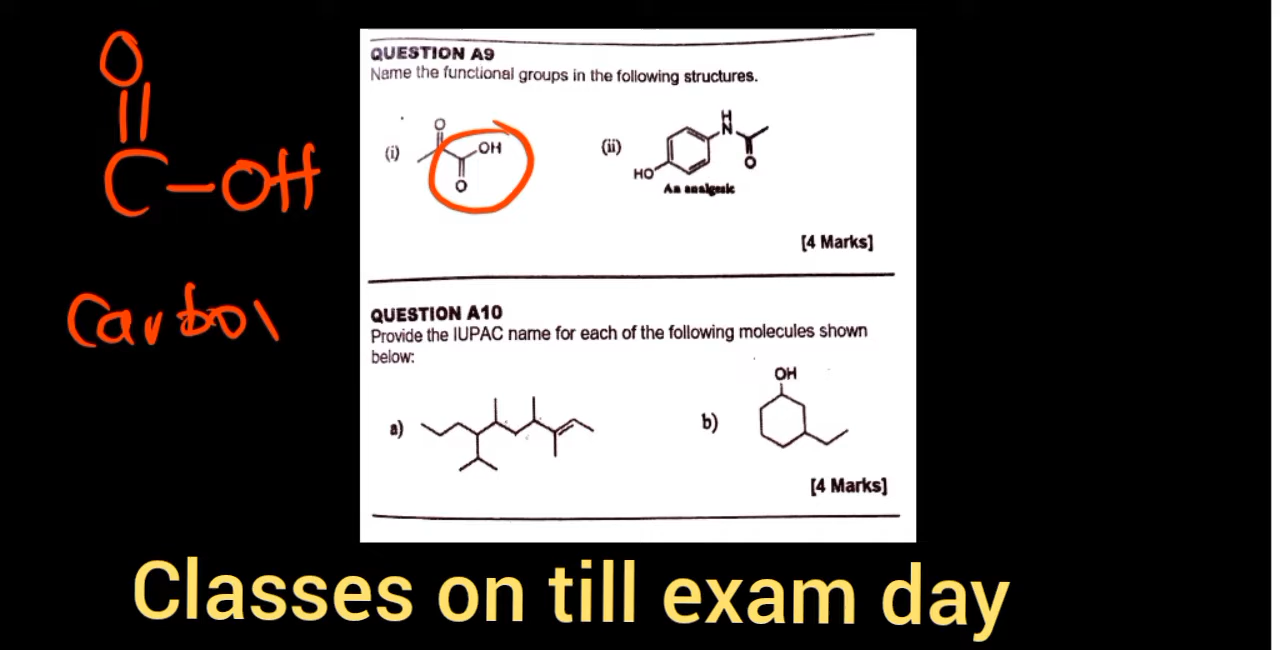 O
C-OH
Carbo
QUESTION A9
Name the functional groups in the following structures.
(i)
O
OH
O
(ii)
H
N
O
HO
An analgesic
[4 Marks]
QUESTION A10
Provide the IUPAC name for each of the following molecules shown
below:
a)
b)
OH
[4 Marks]
Classes on till exam day